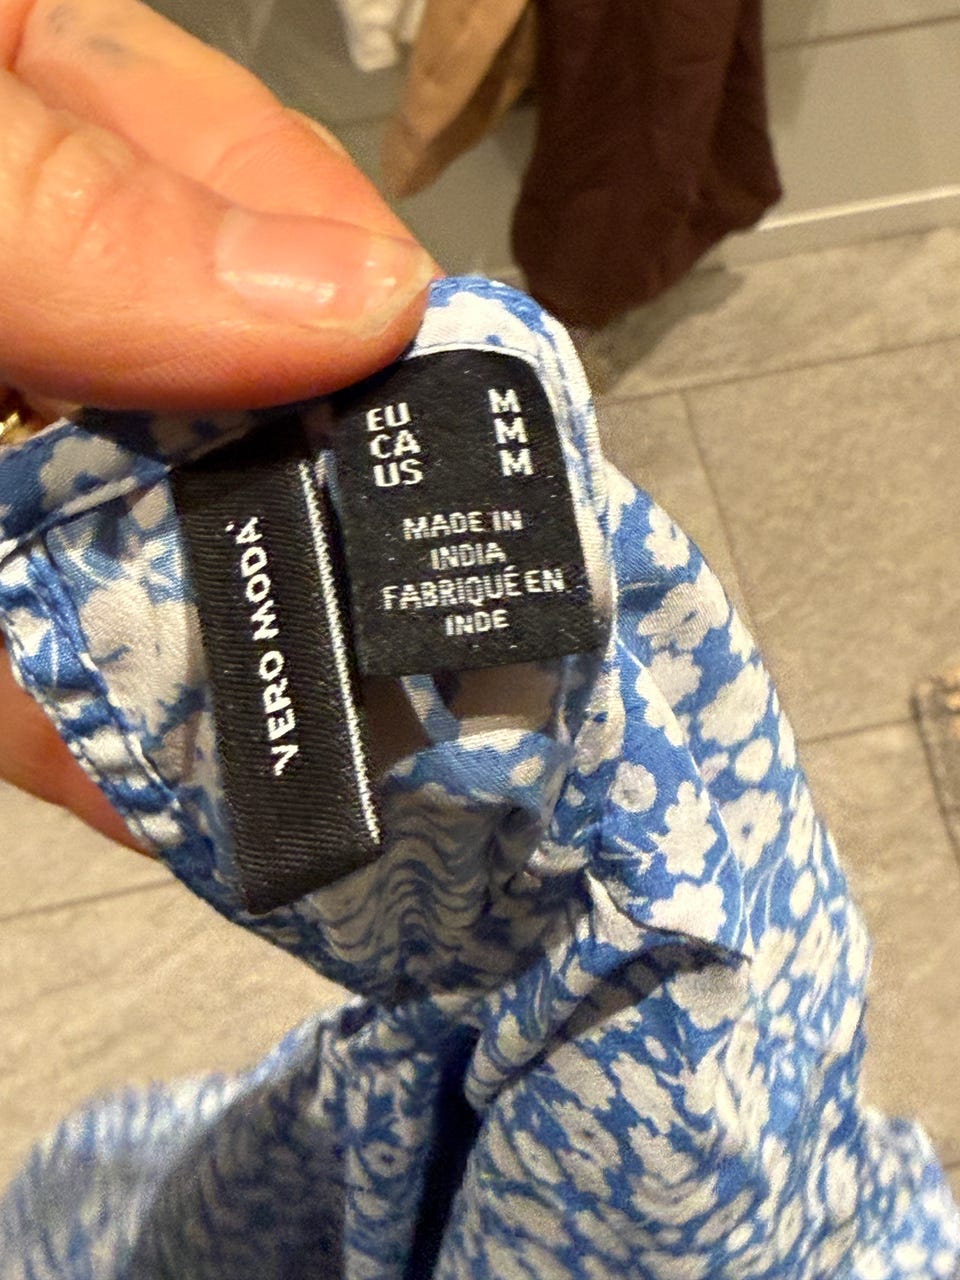 EU M
CA M
US M
MADE IN
INDIA
FABRIQUÉ EN
INDE
VERO MODA